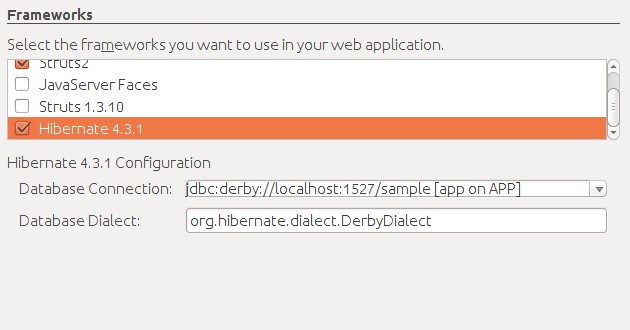 Frameworks
Select the frameworks you want to use in your web application.
Struts2
JavaServer Faces
Struts 1.3.10
Hibernate 4.3.1
Hibernate 4.3.1 Configuration
Database Connection: jdbc:derby://localhost:1527/sample [app on APP]
Database Dialect: org.hibernate.dialect.DerbyDialect